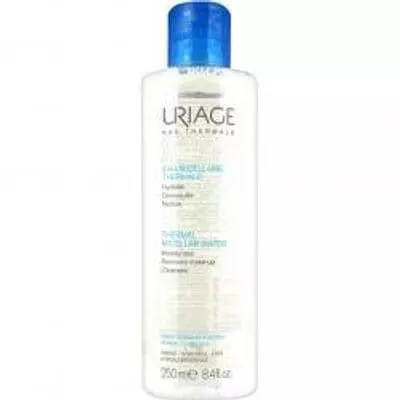 URIAGE
EAU THERMALE
EAU MICELLAIRE
THERMALE
Hydrate
Démaquille
Nettoie
THERMAL
MICELLAR WATER
Moisturizes
Removes make-up
Cleanses
250ml e 8.4fl.oz.